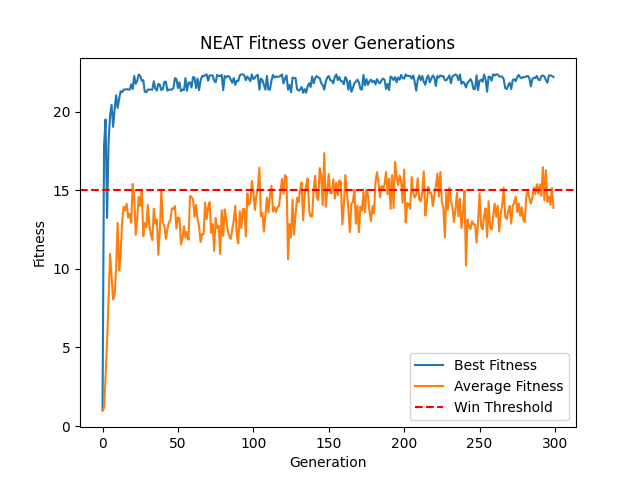 NEAT Fitness over Generations
Fitness
20
15
10
5
0
0 50 100 150 200 250 300
Generation
Best Fitness
Average Fitness
Win Threshold